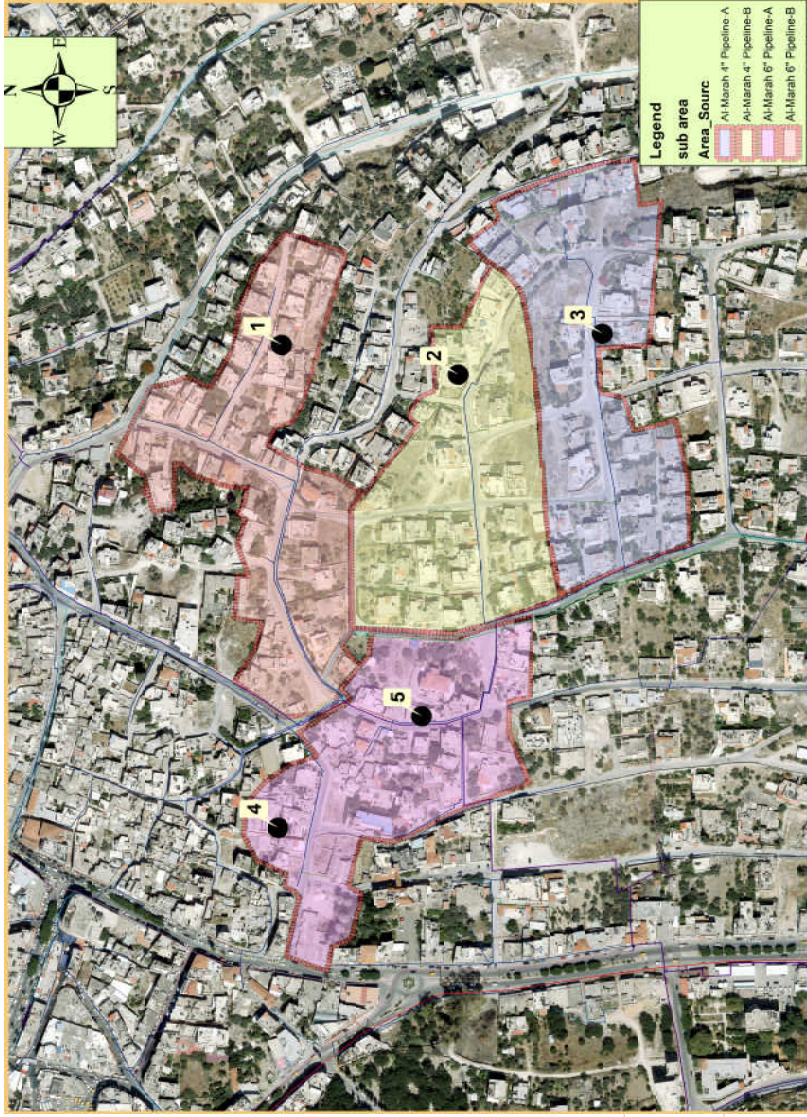 N
W
E
S
1
2
3
4
5
Legend
sub area
Area_Sourc
Al-Marah 4" Pipeline-A
Al-Marah 4" Pipeline-B
Al-Marah 6" Pipeline-A
Al-Marah 6" Pipeline-B